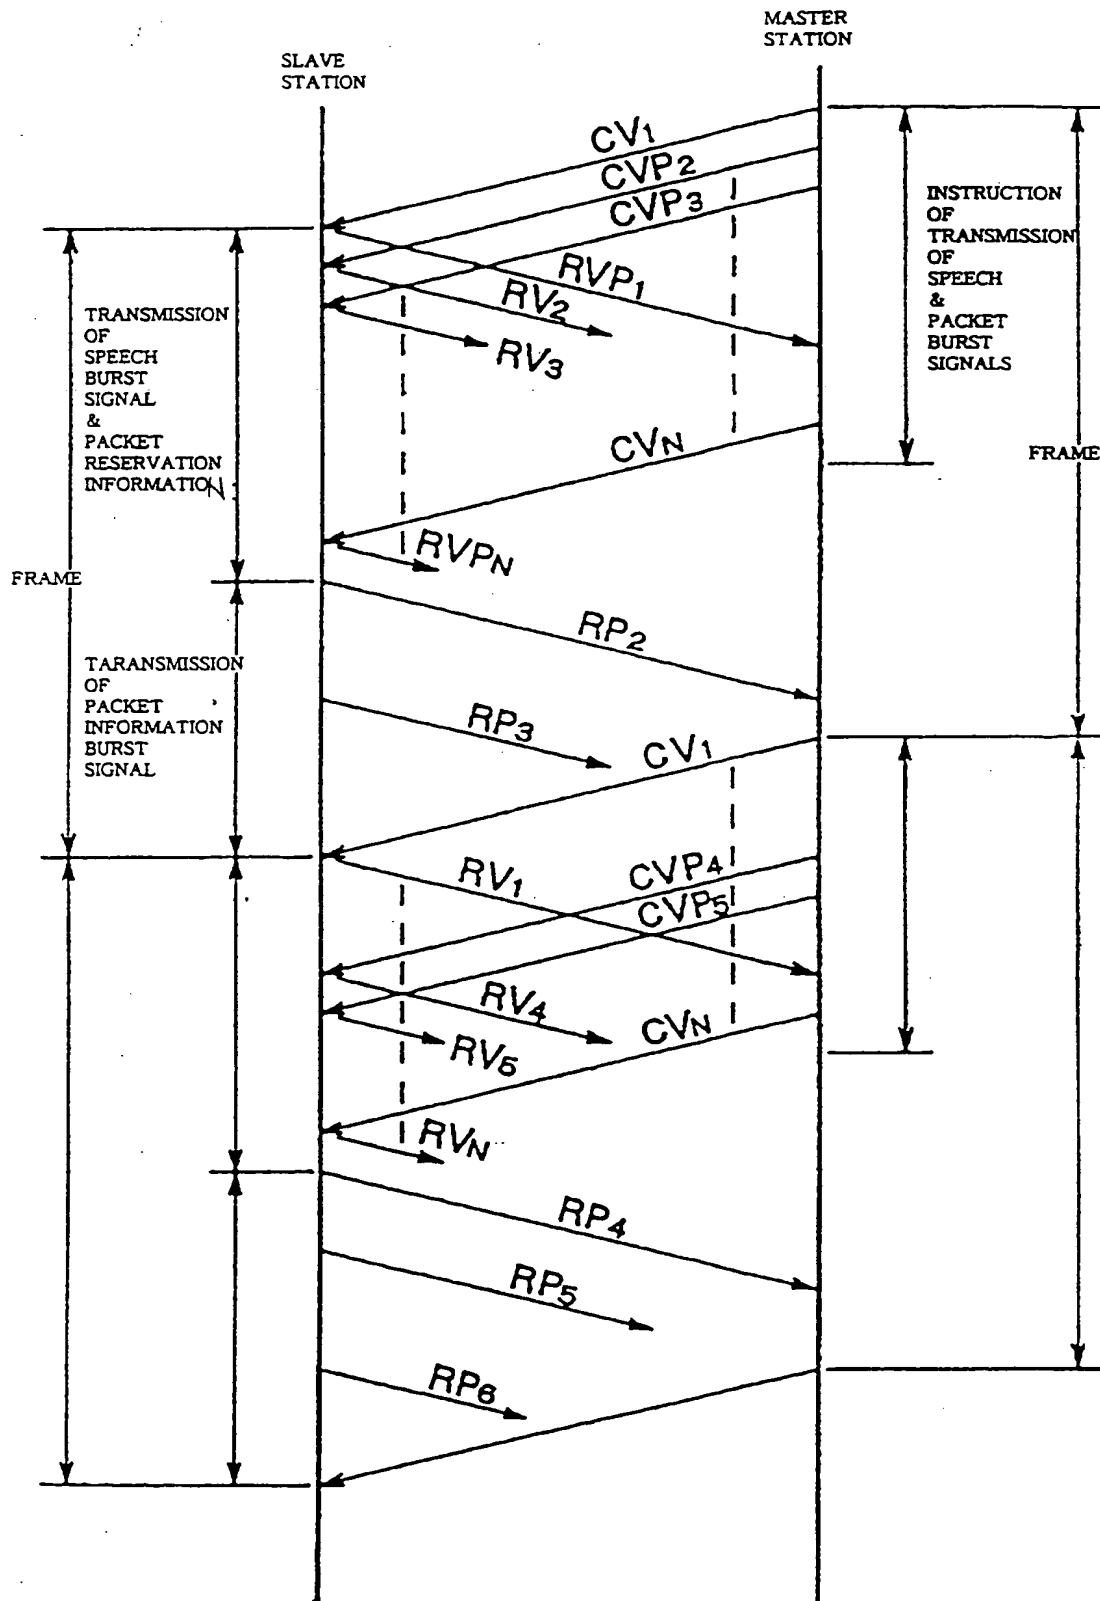 MASTER
STATION
SLAVE
STATION
CV1
CVP2
CVP3
INSTRUCTION
OF
TRANSMISSION
OF
SPEECH
&
PACKET
BURST
SIGNALS
RVP1
RV2
RV3
TRANSMISSION
OF
SPEECH
BURST
SIGNAL
&
PACKET
RESERVATION
INFORMATION
CVN
FRAME
RVPN
FRAME
RP2
TARANSMISSION
OF
PACKET
INFORMATION
BURST
SIGNAL
RP3
CV1
RV1
CVP4
CVP5
RV4
CVN
RV5
RVN
RP4
RP5
RP6